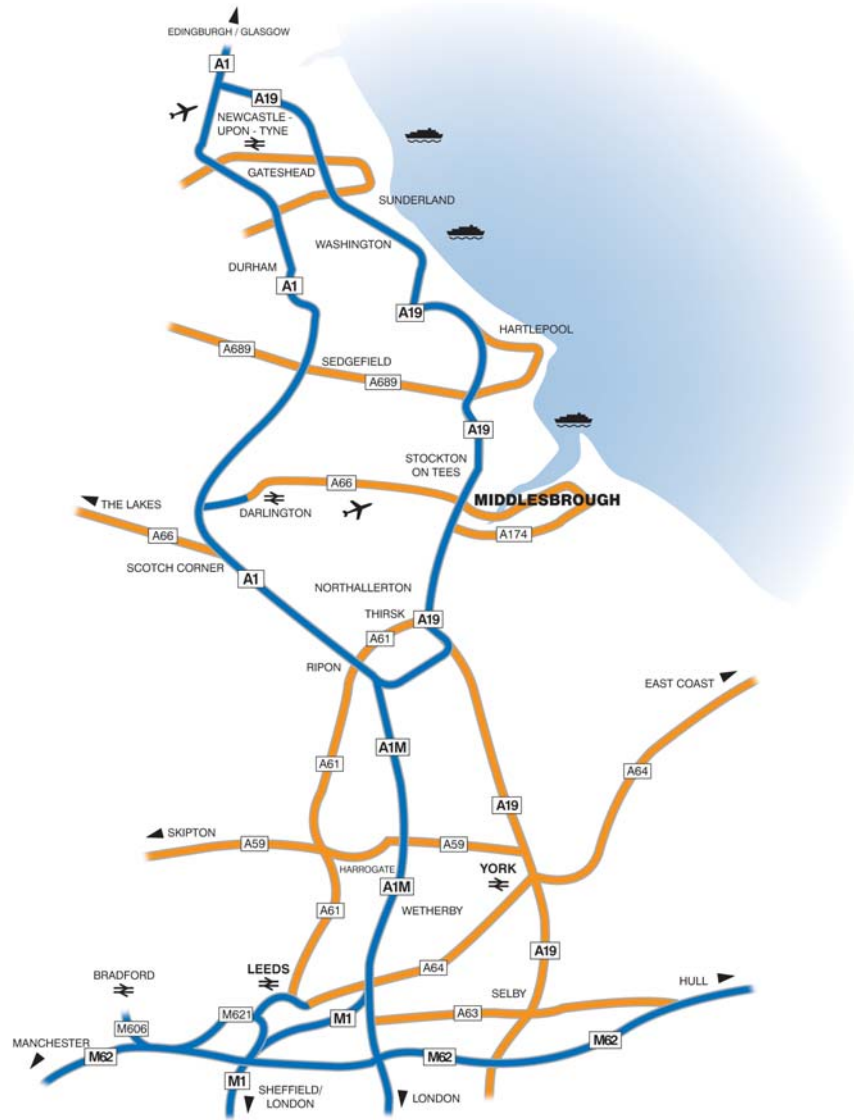 EDINGBURGH / GLASGOW
A1
A19
NEWCASTLE -
UPON - TYNE
GATESHEAD
SUNDERLAND
WASHINGTON
DURHAM
A1
A19
HARTLEPOOL
A689
SEDGEFIELD
A689
A19
STOCKTON
ON TEES
A66
MIDDLESBROUGH
THE LAKES
DARLINGTON
A66
A174
SCOTCH CORNER
A1
NORTHALLERTON
THIRSK
A19
A61
RIPON
EAST COAST
A1M
A61
A64
A19
SKIPTON
A59
A59
HARROGATE
YORK
A1M
A61
WETHERBY
A19
LEEDS
A64
BRADFORD
HULL
SELBY
M621
A63
M606
M1
MANCHESTER
M62
M62
M62
M1
SHEFFIELD/
LONDON
LONDON